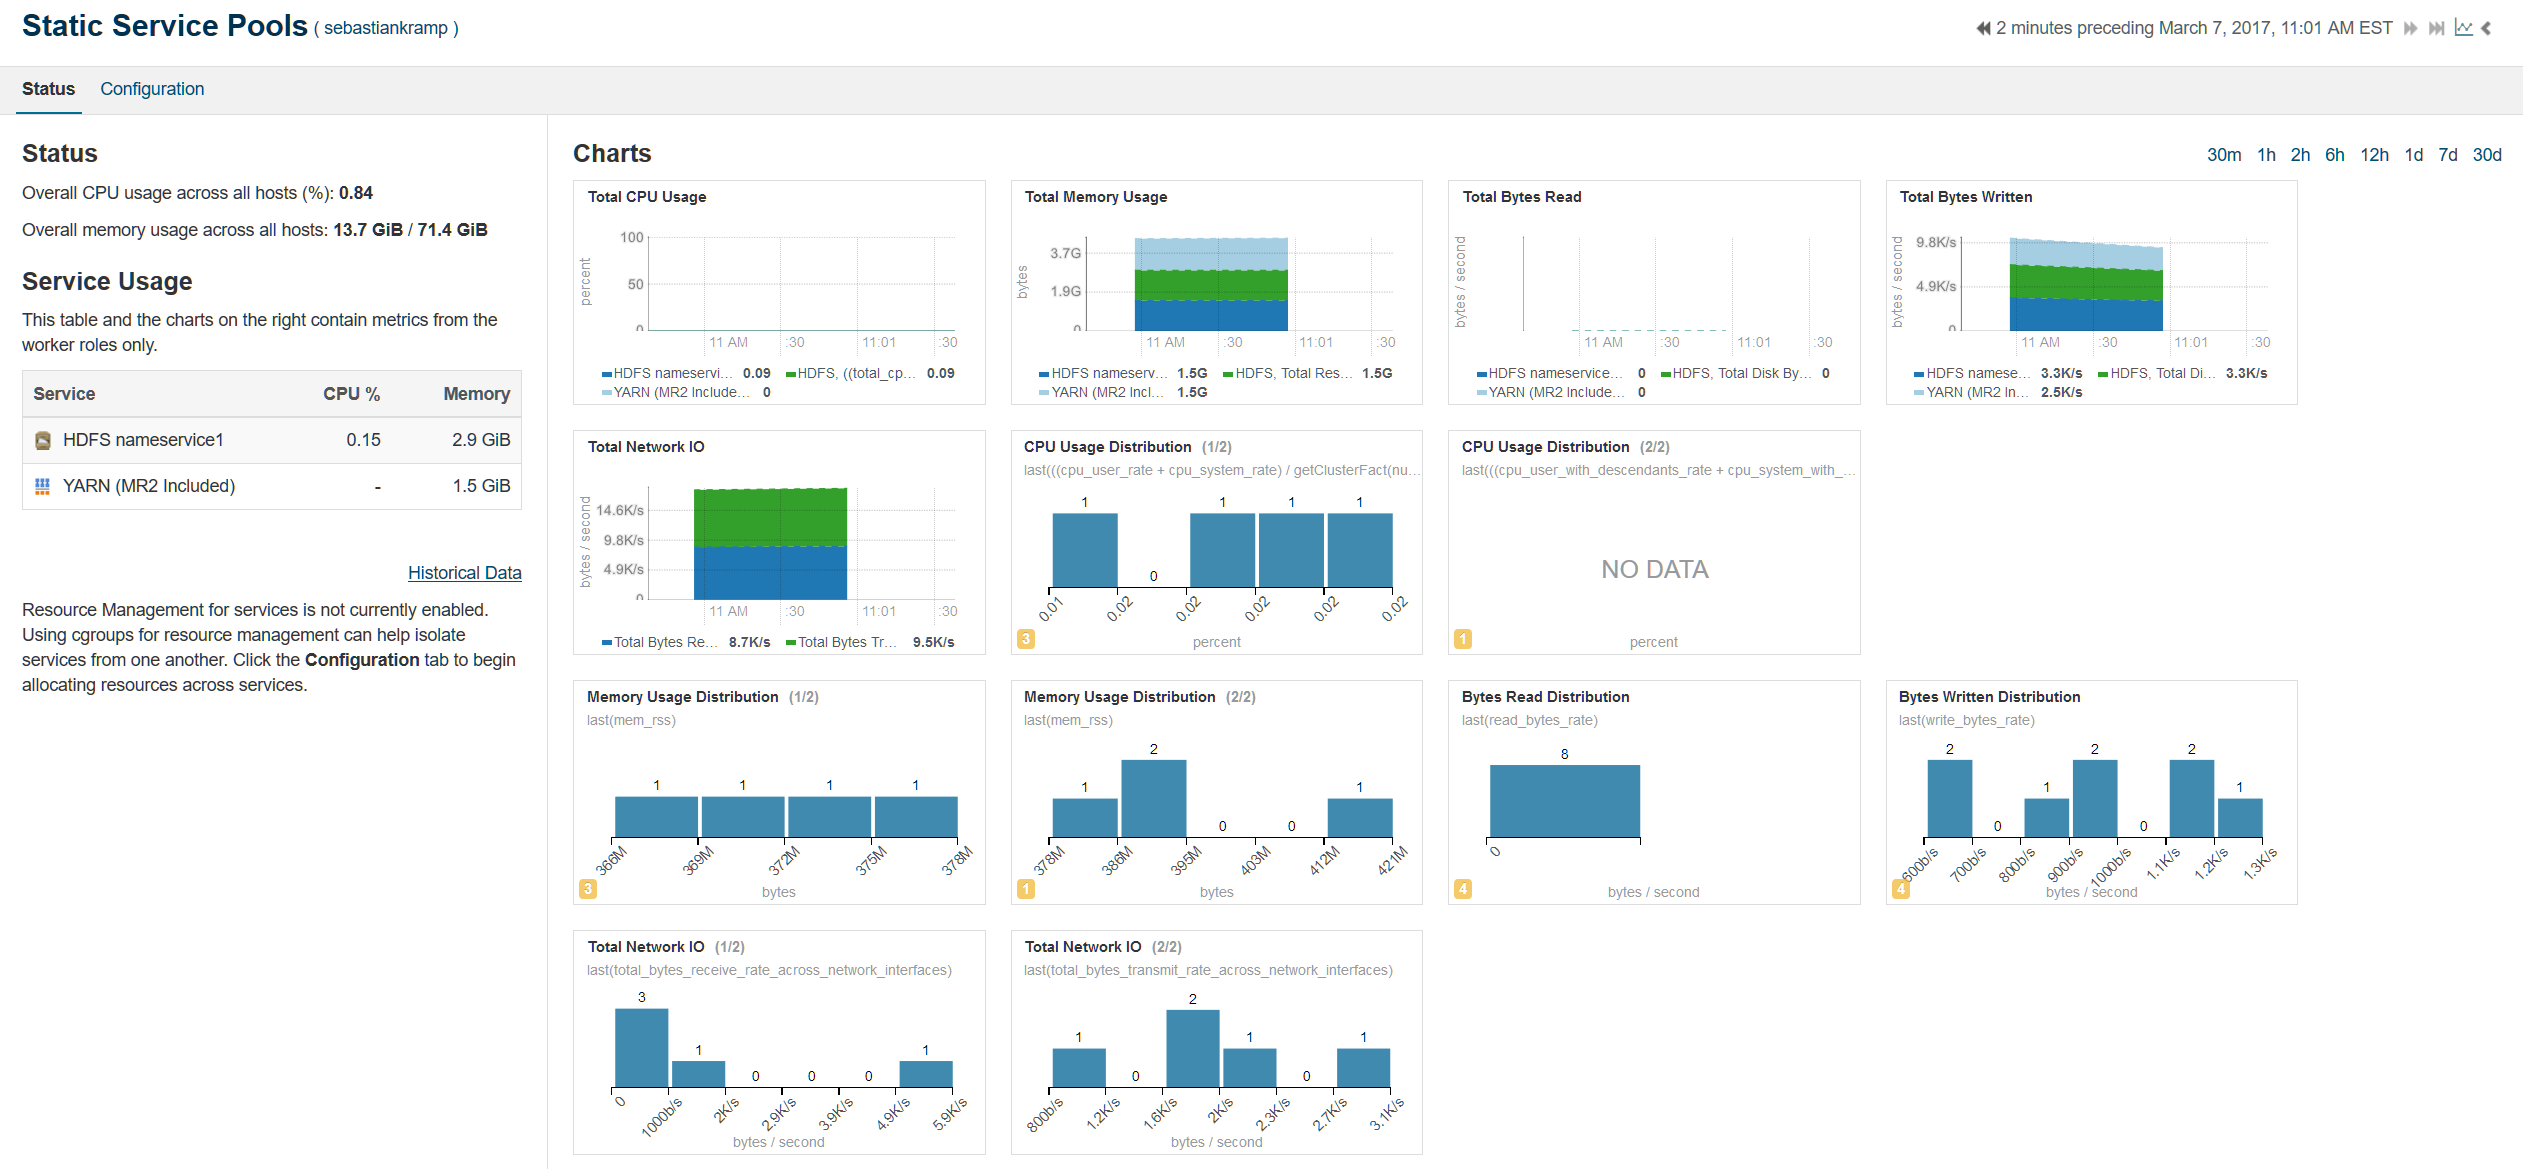 Static Service Pools ( sebastiankramp )
2 minutes preceding March 7, 2017, 11:01 AM EST
Status Configuration
Status
Overall CPU usage across all hosts (%): 0.84
Overall memory usage across all hosts: 13.7 GiB / 71.4 GiB
Service Usage
This table and the charts on the right contain metrics from the
worker roles only.
Service CPU % Memory
HDFS nameservice1 0.15 2.9 GiB
YARN (MR2 Included) - 1.5 GiB
Historical Data
Resource Management for services is not currently enabled.
Using cgroups for resource management can help isolate
services from one another. Click the Configuration tab to begin
allocating resources across services.
Charts
30m 1h 2h 6h 12h 1d 7d 30d
Total CPU Usage
percent
100
50
0
11 AM :30 11:01 :30
HDFS nameservi... 0.09 HDFS, ((total_cp... 0.09
YARN (MR2 Include... 0
Total Memory Usage
bytes
3.7G
1.9G
0
11 AM :30 11:01 :30
HDFS nameserv... 1.5G HDFS, Total Res... 1.5G
YARN (MR2 Incl... 1.5G
Total Bytes Read
bytes / second
11 AM :30 11:01 :30
HDFS nameservice... 0 HDFS, Total Disk By... 0
YARN (MR2 Include... 0
Total Bytes Written
bytes / second
9.8K/s
4.9K/s
0
11 AM :30 11:01 :30
HDFS namese... 3.3K/s HDFS, Total Di... 3.3K/s
YARN (MR2 In... 2.5K/s
Total Network IO
bytes / second
14.6K/s
9.8K/s
4.9K/s
0
11 AM :30 11:01 :30
Total Bytes Re... 8.7K/s Total Bytes Tr... 9.5K/s
CPU Usage Distribution (1/2)
last(((cpu_user_rate + cpu_system_rate) / getClusterFact(nu...
1 0 1 1 1
0.01 0.02 0.02 0.02 0.02 0.02
3
percent
CPU Usage Distribution (2/2)
last(((cpu_user_with_descendants_rate + cpu_system_with_...
NO DATA
1
percent
Memory Usage Distribution (1/2)
last(mem_rss)
1 1 1 1
366M 369M 372M 375M 378M
3
bytes
Memory Usage Distribution (2/2)
last(mem_rss)
1 2 0 0 1
378M 386M 395M 403M 412M 421M
1
bytes
Bytes Read Distribution
last(read_bytes_rate)
8
0
4
bytes / second
Bytes Written Distribution
last(write_bytes_rate)
2 0 1 2 0 2 1
600b/s 700b/s 800b/s 900b/s 1000b/s 1.1K/s 1.2K/s 1.3K/s
4
bytes / second
Total Network IO (1/2)
last(total_bytes_receive_rate_across_network_interfaces)
3 1 0 0 0 1
0 1000b/s 2K/s 2.9K/s 3.9K/s 4.9K/s 5.9K/s
bytes / second
Total Network IO (2/2)
last(total_bytes_transmit_rate_across_network_interfaces)
1 0 2 1 0 1
800b/s 1.2K/s 1.6K/s 2K/s 2.3K/s 2.7K/s 3.1K/s
bytes / second